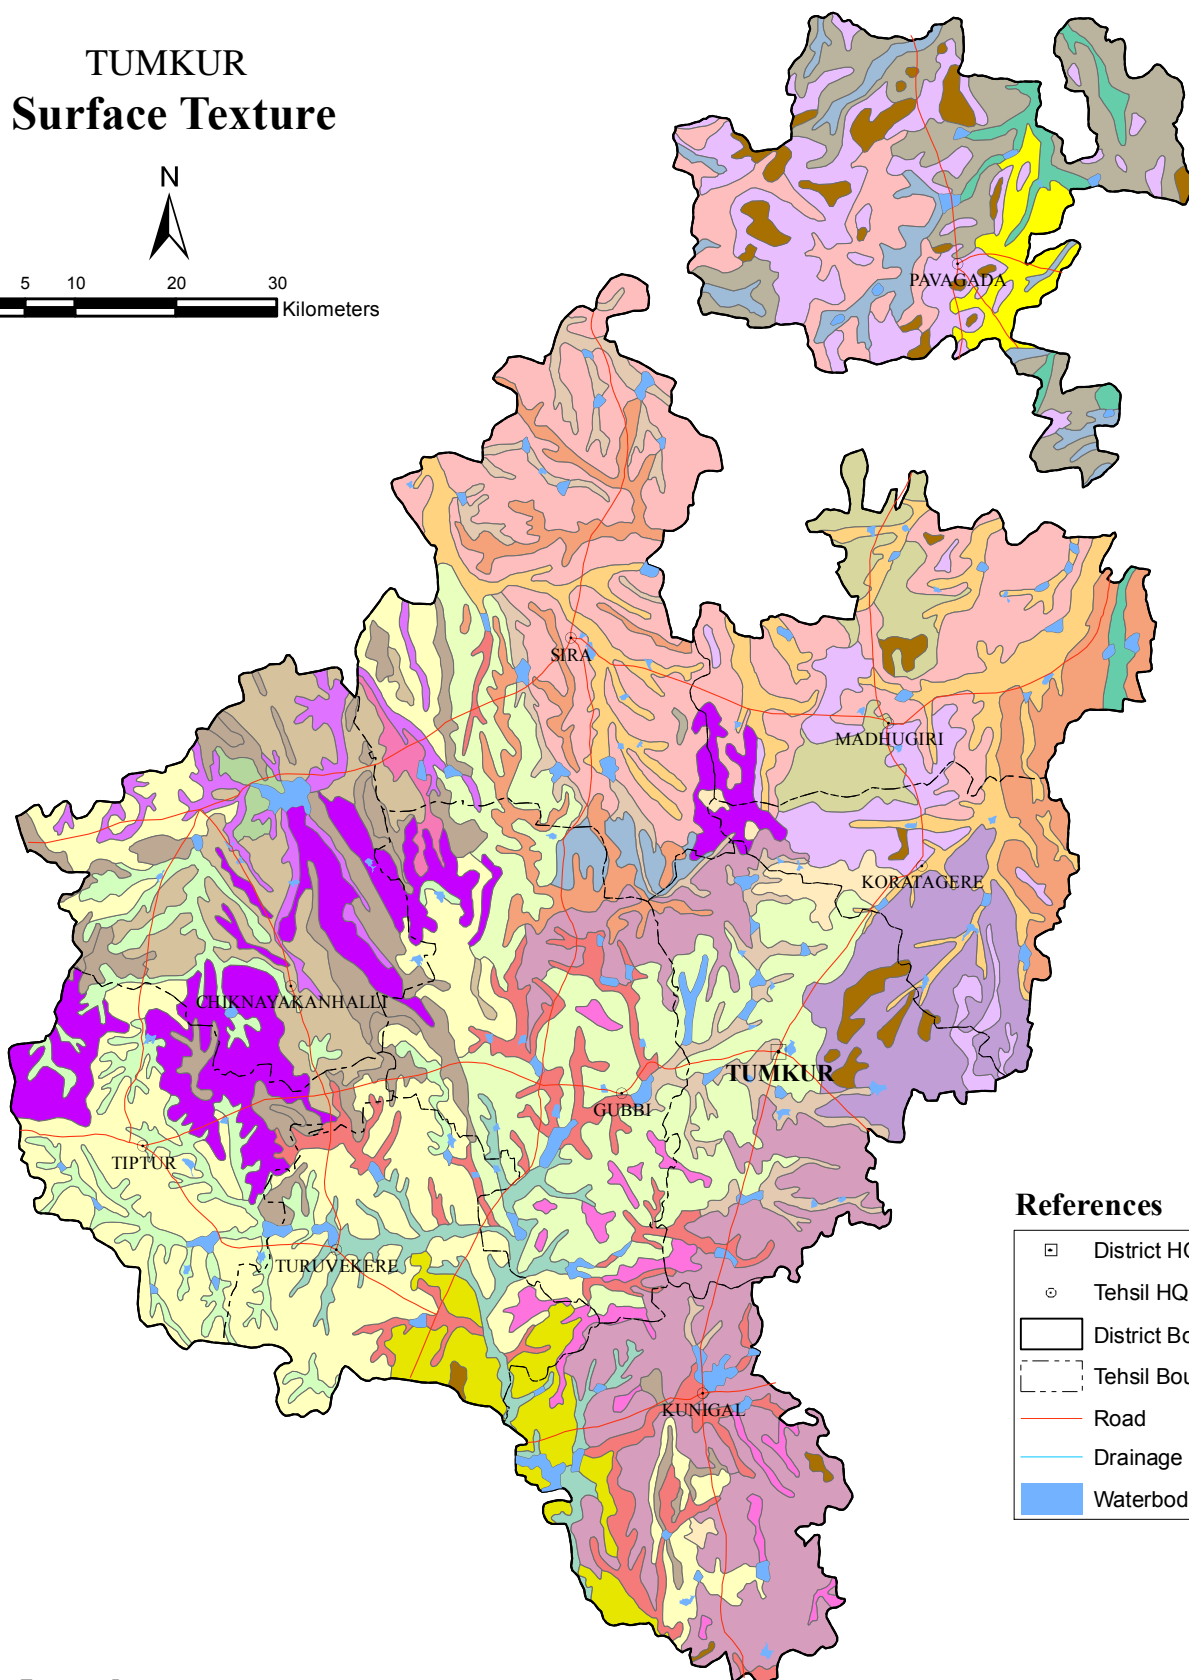 TUMKUR
Surface Texture
N
5 10 20 30
Kilometers
PAVAGADA
SIRA
MADHUGIRI
KORATAGERE
CHIKNAYAKANHALLI
TUMKUR
GUBBI
TIPTUR
TURUVEKERE
KUNIGAL
References
District HQ
Tehsil HQ
District Bo
Tehsil Bou
Road
Drainage
Waterbod